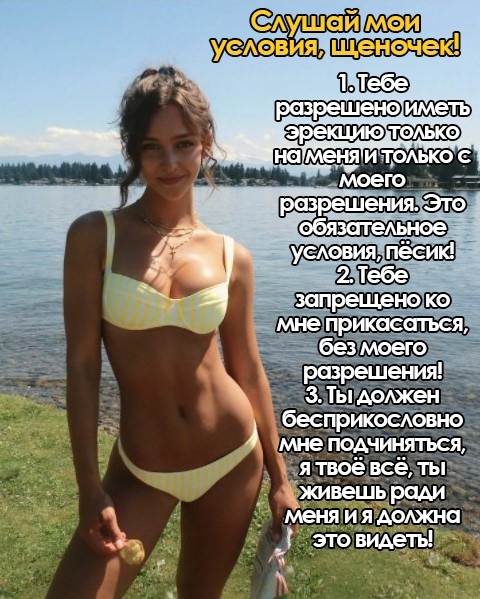 Слушай мои
условия, щеночек!
1. Тебе
разрешено иметь
эрекцию только
на меня и только с
моего
разрешения. Это
обязательное
условия, пёсик!
2. Тебе
запрещено ко
мне прикасаться,
без моего
разрешения!
3. Ты должен
бесприкословно
мне подчиняться,
я твоё всё, ты
живешь ради
меня и я должна
это видеть!